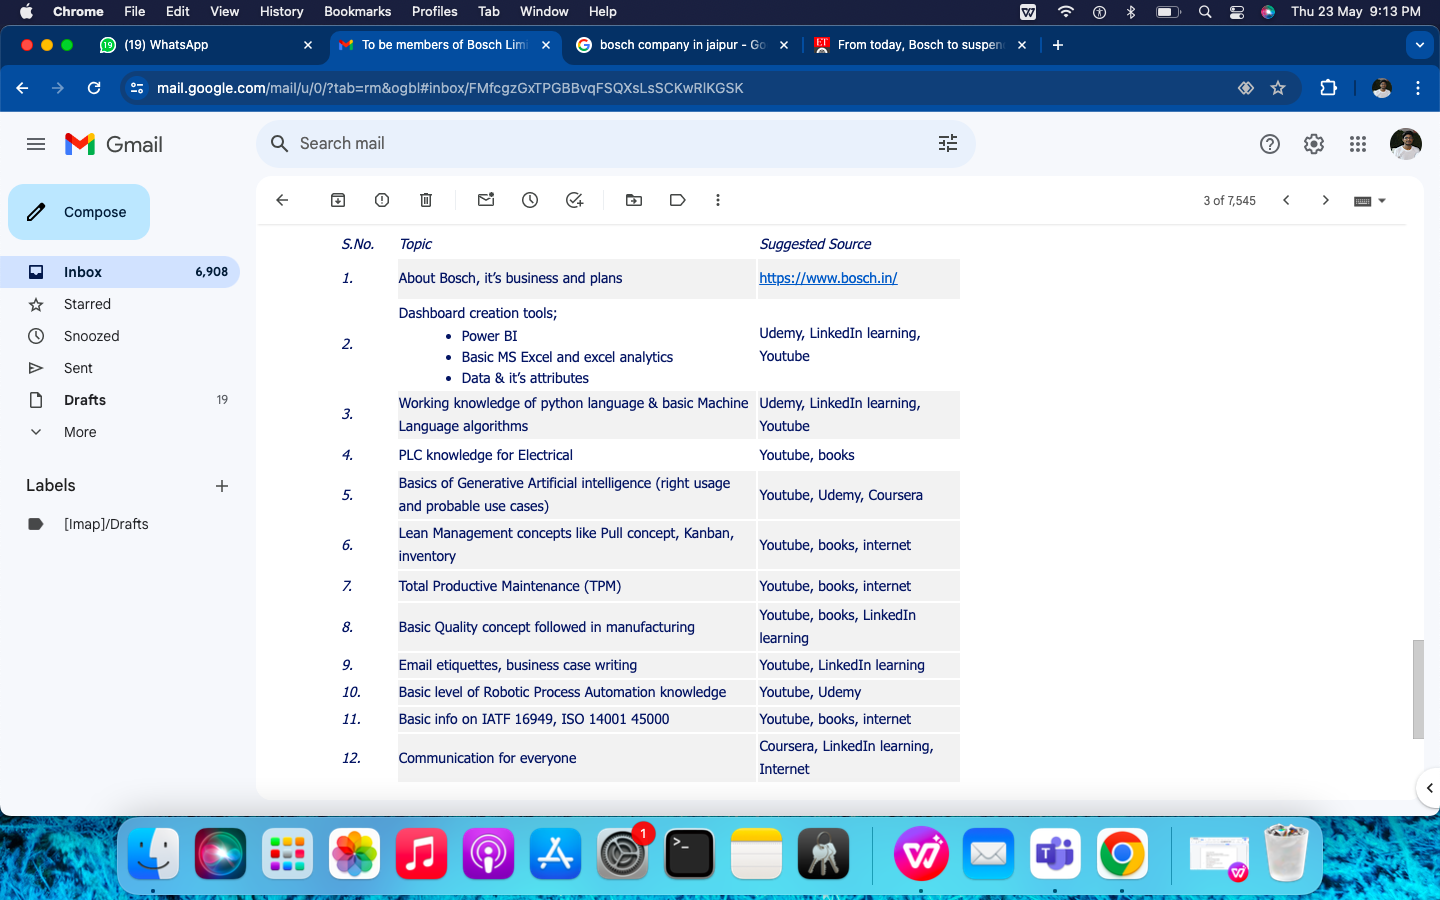 Chrome File Edit View History Bookmarks Profiles Tab Window Help Thu 23 May 9:13 PM
(19) WhatsApp To be members of Bosch Limi bosch company in jaipur - Go From today, Bosch to suspen
mail.google.com/mail/u/0/?tab=rm&ogbl#inbox/FMfcgzGxTPGBBvqFSQXsLsSCKwRlKGSK
Gmail
Search mail
Compose
3 of 7,545
Inbox 6,908
Starred
Snoozed
Sent
Drafts 19
More
Labels
[Imap]/Drafts
S.No. Topic Suggested Source
1. About Bosch, it's business and plans https://www.bosch.in/
2. Dashboard creation tools;
• Power BI
• Basic MS Excel and excel analytics
• Data & it's attributes
Udemy, LinkedIn learning,
Youtube
3. Working knowledge of python language & basic Machine
Language algorithms
Udemy, LinkedIn learning,
Youtube
4. PLC knowledge for Electrical Youtube, books
5. Basics of Generative Artificial intelligence (right usage
and probable use cases)
Youtube, Udemy, Coursera
6. Lean Management concepts like Pull concept, Kanban,
inventory
Youtube, books, internet
7. Total Productive Maintenance (TPM) Youtube, books, internet
8. Basic Quality concept followed in manufacturing
Youtube, books, LinkedIn
learning
9. Email etiquettes, business case writing Youtube, LinkedIn learning
10. Basic level of Robotic Process Automation knowledge Youtube, Udemy
11. Basic info on IATF 16949, ISO 14001 45000 Youtube, books, internet
12. Communication for everyone
Coursera, LinkedIn learning,
Internet
1